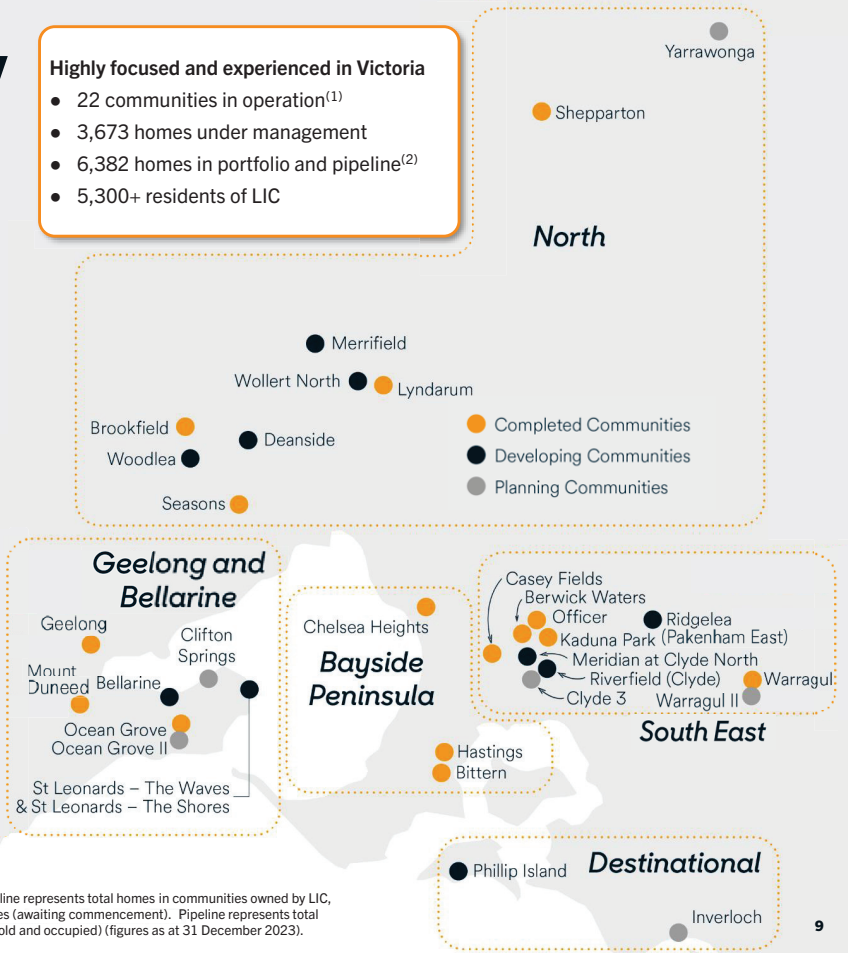 Highly focused and experienced in Victoria
● 22 communities in operation(1)
● 3,673 homes under management
● 6,382 homes in portfolio and pipeline(2)
● 5,300+ residents of LIC
Yarrawonga
Shepparton
North
Merrifield
Wollert North
Lyndarum
Brookfield
Deanside
Woodlea
Seasons
Completed Communities
Developing Communities
Planning Communities
Geelong and
Bellarine
Geelong
Clifton
Springs
Mount
Duneed
Bellarine
Ocean Grove
Ocean Grove II
St Leonards – The Waves
& St Leonards – The Shores
Chelsea Heights
Bayside
Peninsula
Hastings
Bittern
Casey Fields
Berwick Waters
Officer
Kaduna Park
Ridgelea
(Pakenham East)
Meridian at Clyde North
Riverfield (Clyde)
Clyde 3
Warragul
Warragul II
South East
Destinational
Phillip Island
Inverloch
line represents total homes in communities owned by LIC,
es (awaiting commencement). Pipeline represents total
old and occupied) (figures as at 31 December 2023).
9